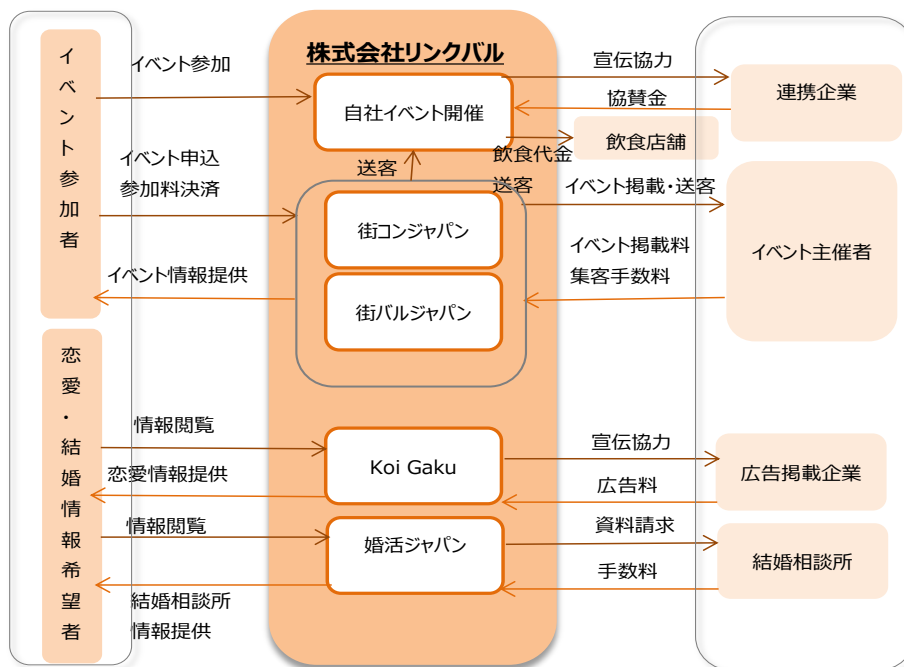 株式会社リンクバル
イベント参加者
イベント参加
自社イベント開催
宣伝協力
協賛金
連携企業
飲食店舗
飲食代金
送客
送客
イベント申込
参加料決済
街コンジャパン
イベント掲載・送客
イベント主催者
イベント掲載料
集客手数料
イベント情報提供
街バルジャパン
恋愛・結婚情報希望者
情報閲覧
Koi Gaku
宣伝協力
恋愛情報提供
広告料
広告掲載企業
情報閲覧
婚活ジャパン
資料請求
手数料
結婚相談所
結婚相談所
情報提供